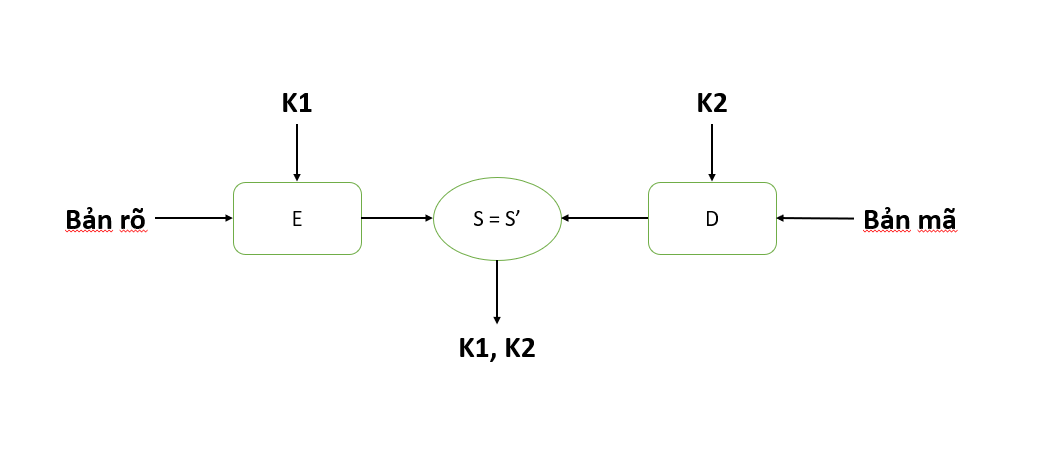 K1
K2
Bản rõ
E
S = S’
D
Bản mã
K1, K2